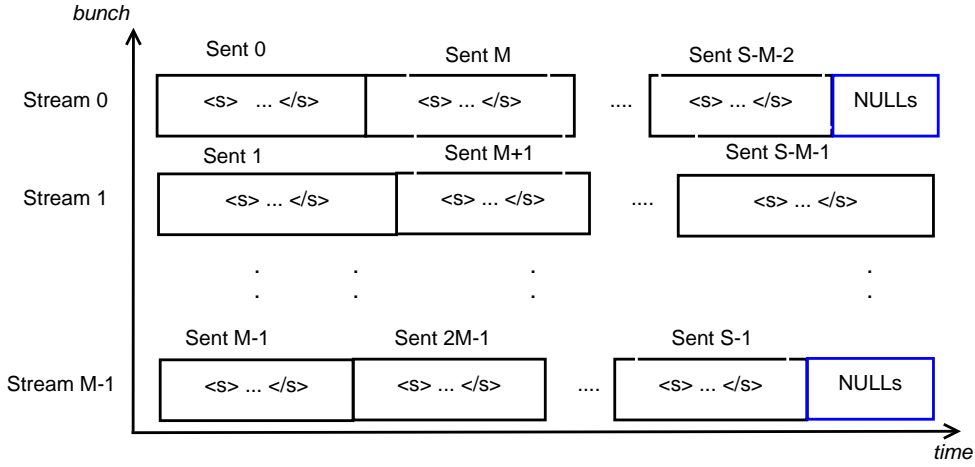 bunch
Sent 0 Sent M Sent S-M-2
Stream 0 <s> ... </s> <s> ... </s> .... <s> ... </s> NULLs
Sent 1 Sent M+1 Sent S-M-1
Stream 1 <s> ... </s> <s> ... </s> .... <s> ... </s>
. . . .
. . . .
Sent M-1 Sent 2M-1 Sent S-1
Stream M-1 <s> ... </s> <s> ... </s> .... <s> ... </s> NULLs
time